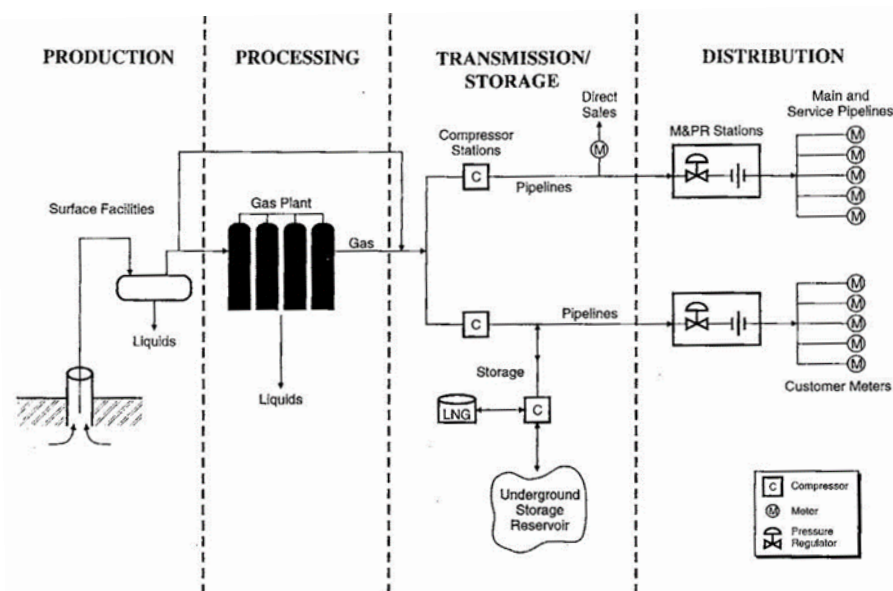 PRODUCTION
PROCESSING
TRANSMISSION/
STORAGE
DISTRIBUTION
Direct
Sales
Main and
Service Pipelines
Compressor
Stations
M&PR Stations
M
M
M
M
M
M
C
Pipelines
Surface Facilities
Gas Plant
Gas
Liquids
Liquids
C
Pipelines
M
M
M
M
M
Customer Meters
Storage
LNG
C
Underground
Storage
Reservoir
C Compressor
M Meter
Pressure
Regulator